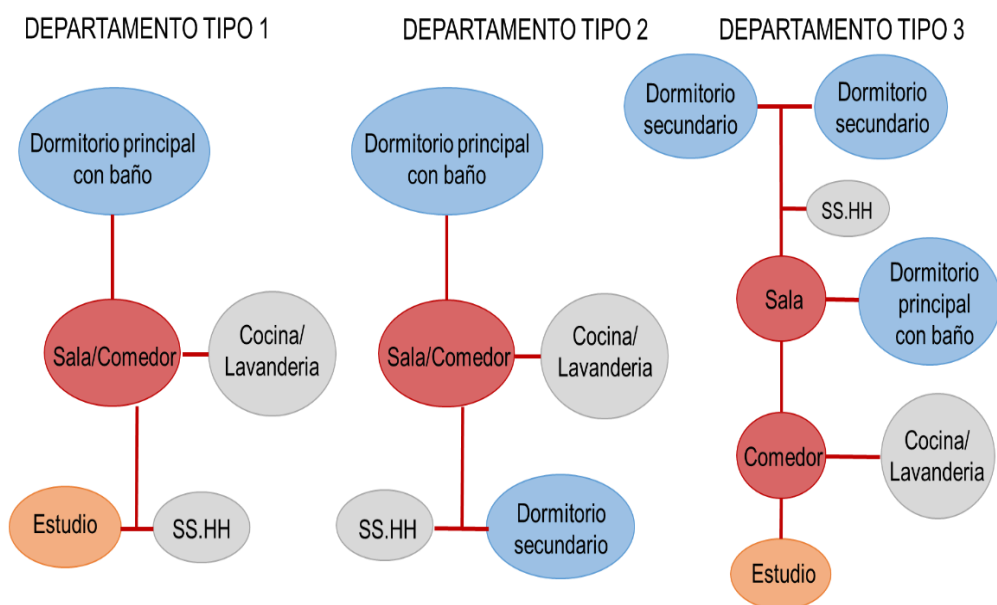 DEPARTAMENTO TIPO 1
Dormitorio principal
con baño
Sala/Comedor
Cocina/
Lavanderia
Estudio
SS.HH
DEPARTAMENTO TIPO 2
Dormitorio principal
con baño
Sala/Comedor
Cocina/
Lavanderia
SS.HH
Dormitorio
secundario
DEPARTAMENTO TIPO 3
Dormitorio
secundario
Dormitorio
secundario
SS.HH
Sala
Dormitorio
principal
con baño
Comedor
Cocina/
Lavanderia
Estudio